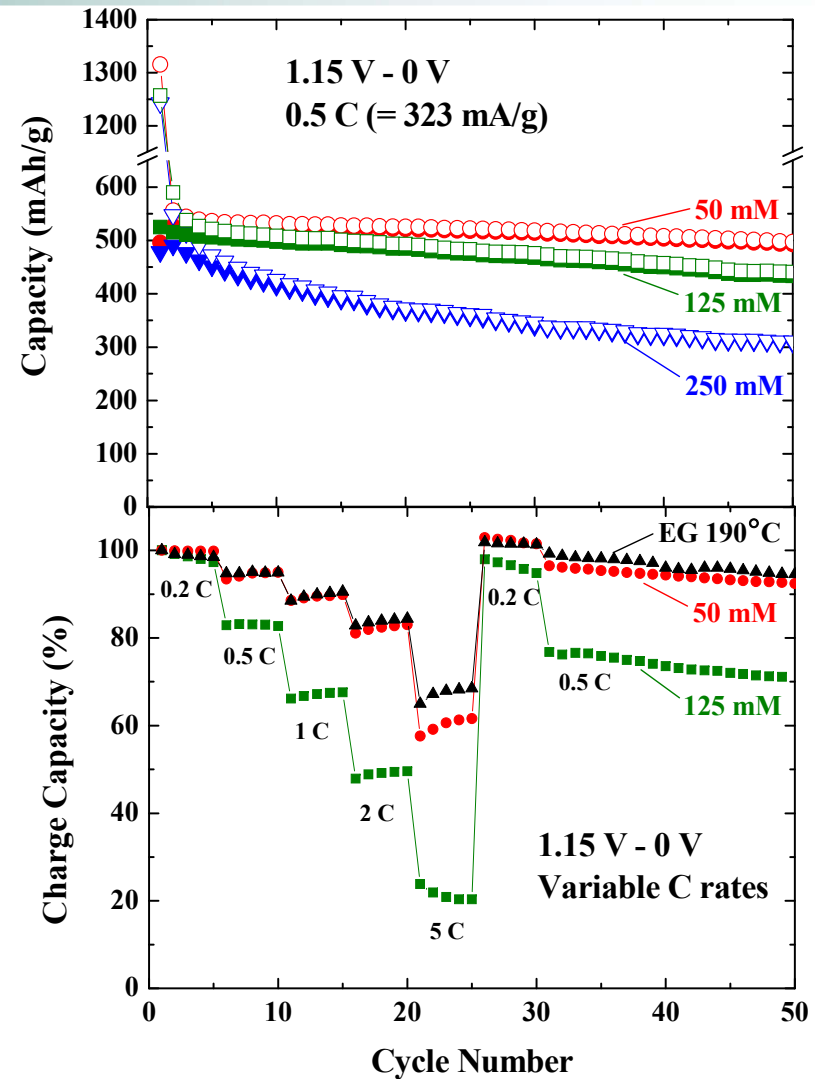 1400
1300
1200
600
500
400
300
200
100
0
Capacity (mAh/g)
1.15 V - 0 V
0.5 C (= 323 mA/g)
50 mM
125 mM
250 mM
100
80
60
40
20
0
Charge Capacity (%)
EG 190°C
50 mM
125 mM
0.2 C
0.5 C
1 C
2 C
5 C
0.2 C
0.5 C
1.15 V - 0 V
Variable C rates
0 10 20 30 40 50
Cycle Number